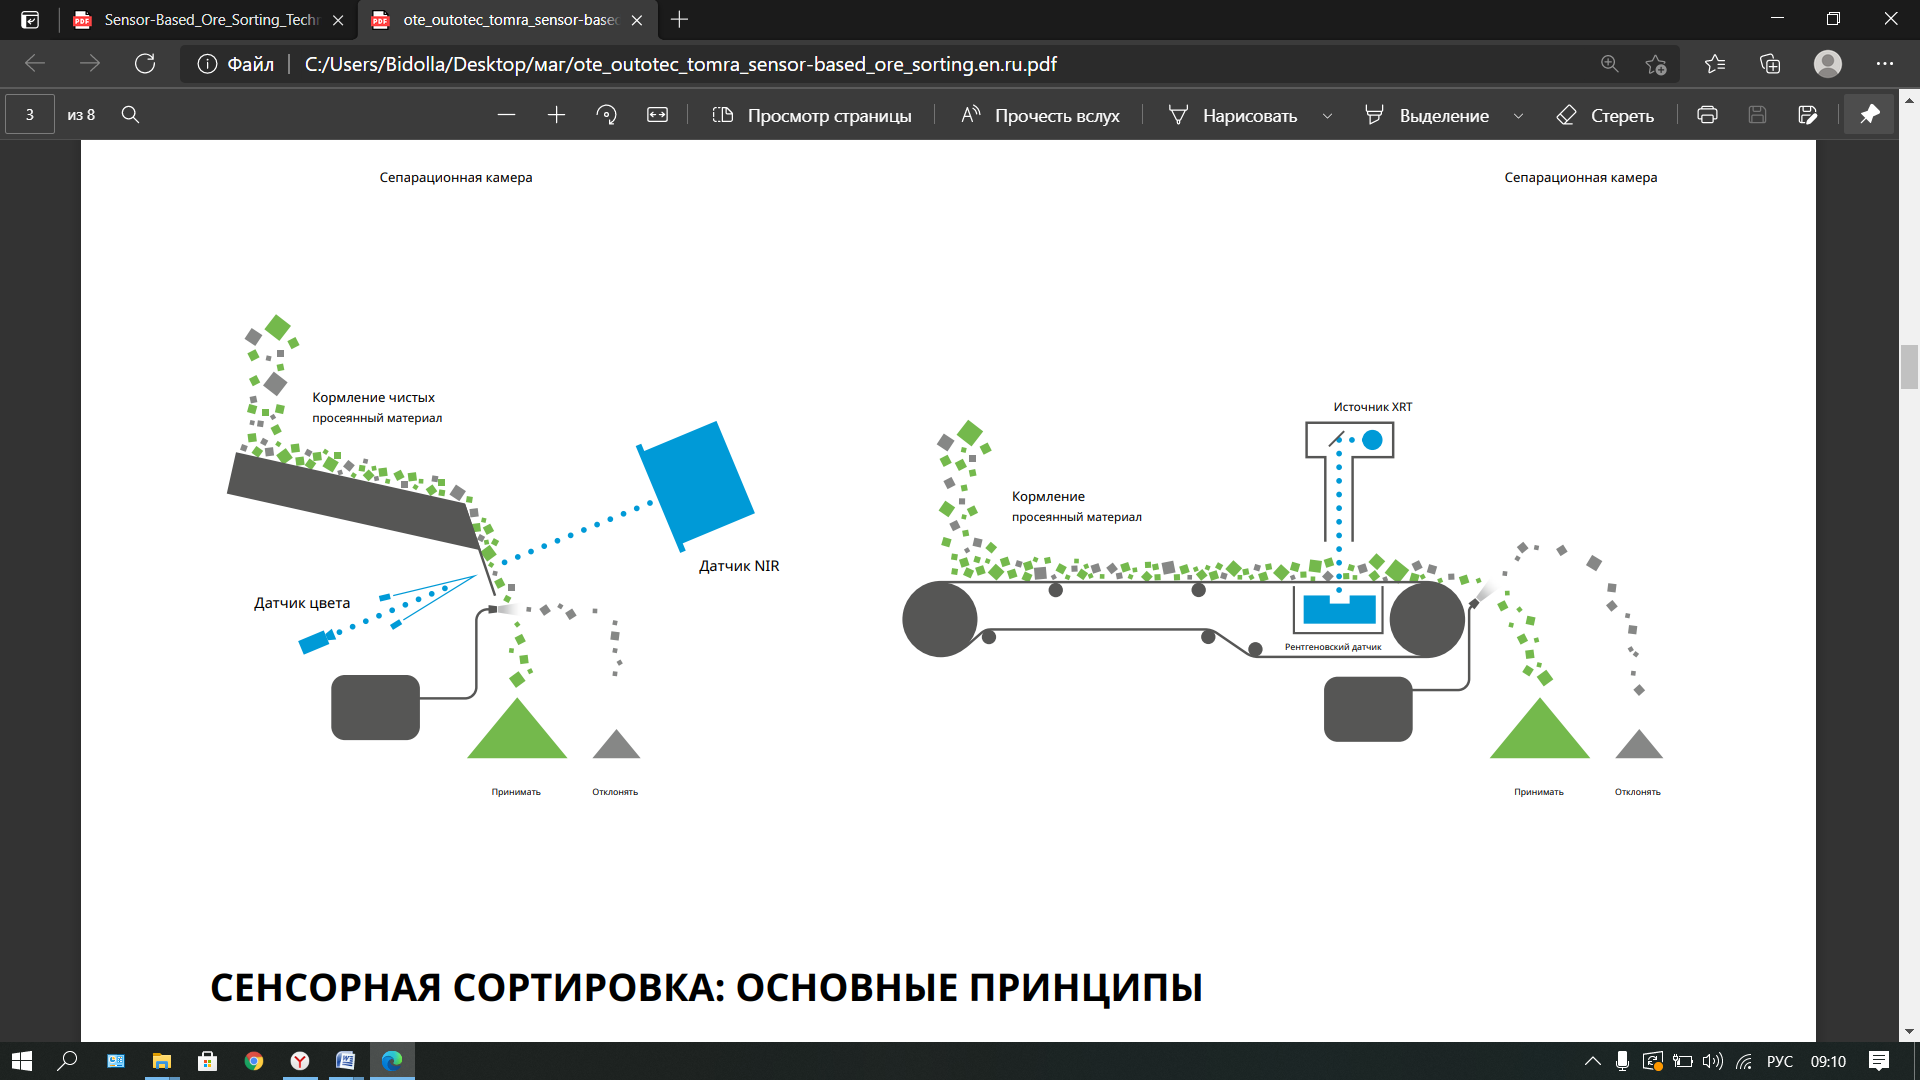 Sensor-Based_Ore_Sorting_Techn
ote_outotec_tomra_sensor-based
Файл
C:/Users/Bidolla/Desktop/маг/ote_outotec_tomra_sensor-based_ore_sorting.en.ru.pdf
3 из 8
Просмотр страницы
Прочесть вслух
Нарисовать
Выделение
Стереть
Сепарационная камера
Сепарационная камера
Кормление чистых
просеянный материал
Датчик NIR
Датчик цвета
Принимать
Отклонять
Источник XRT
Кормление
просеянный материал
Рентгеновский датчик
Принимать
Отклонять
СЕНСОРНАЯ СОРТИРОВКА: ОСНОВНЫЕ ПРИНЦИПЫ
РУС
09:10